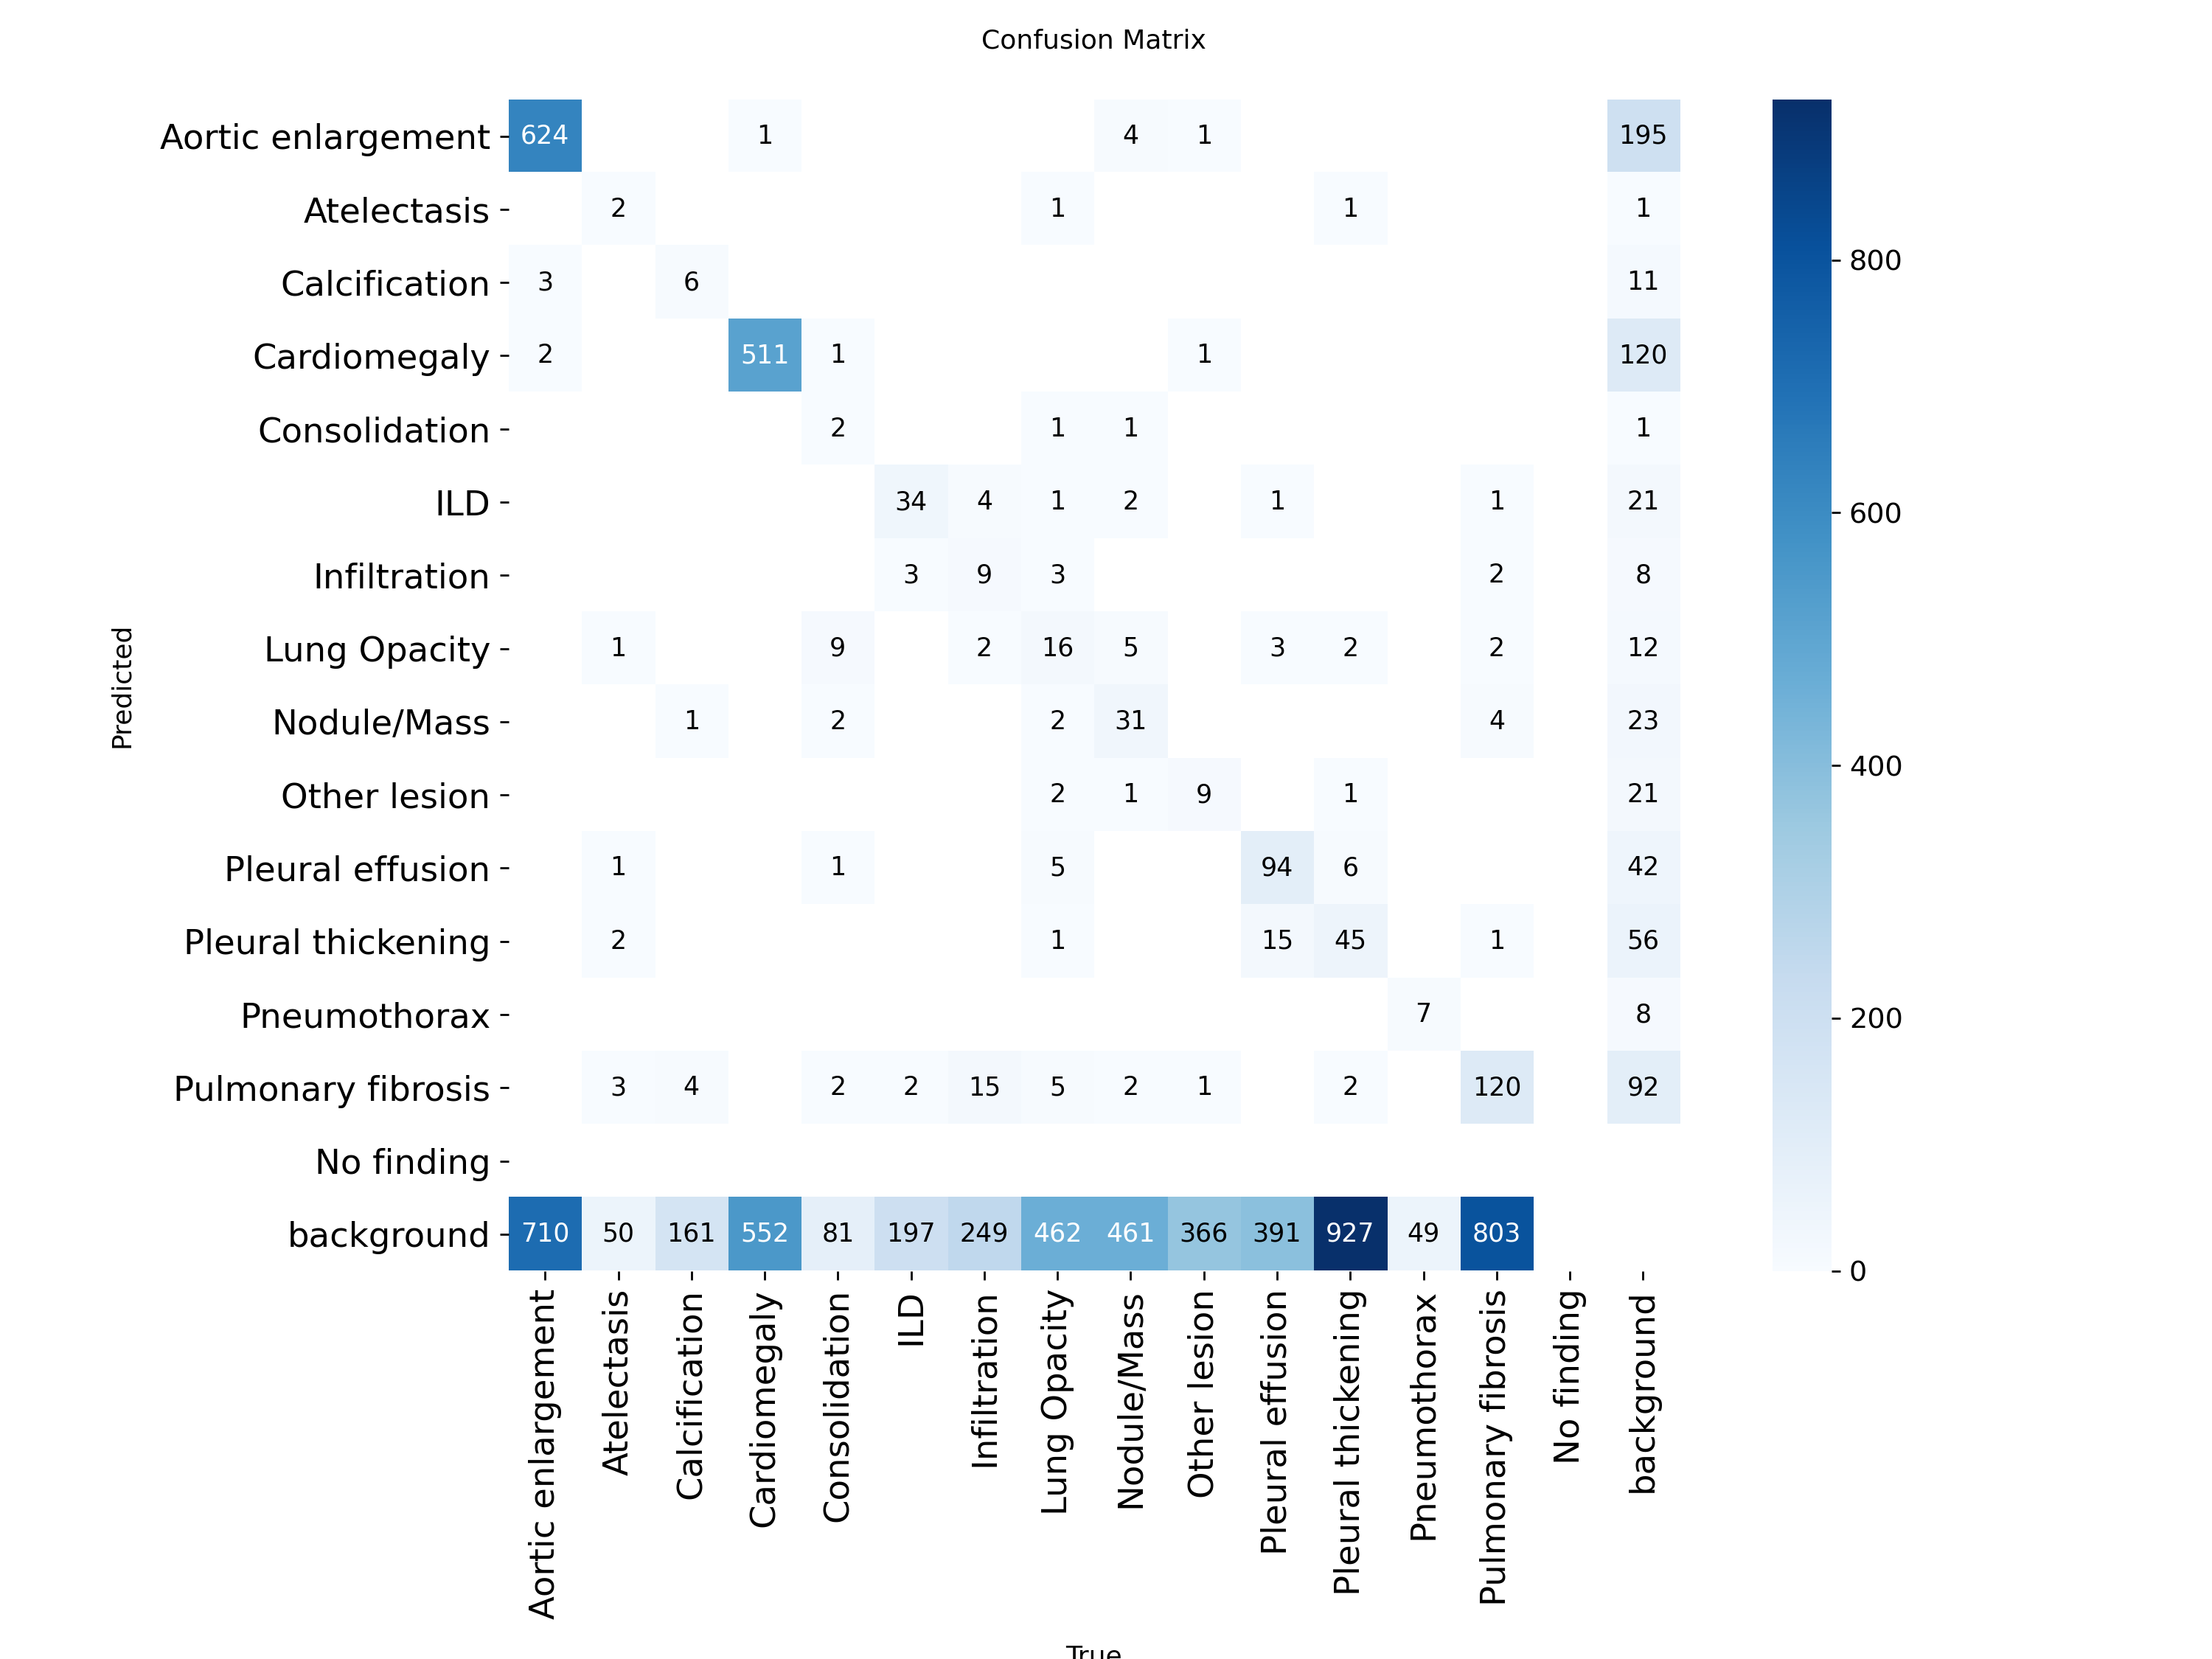 Confusion Matrix
Aortic enlargement 624 1 4 1 195
Atelectasis 2 1 1 1
Calcification 3 6 11
Cardiomegaly 2 511 1 1 120
Consolidation 2 1 1 1
ILD 34 4 1 2 1 1 21
Infiltration 3 9 3 2 8
Lung Opacity 1 9 2 16 5 3 2 2 12
Nodule/Mass 1 2 2 31 4 23
Other lesion 2 1 9 1 21
Pleural effusion 1 1 5 94 6 42
Pleural thickening 2 1 15 45 1 56
Pneumothorax 7 8
Pulmonary fibrosis 3 4 2 2 15 5 2 1 2 120 92
No finding
background 710 50 161 552 81 197 249 462 461 366 391 927 49 803
Predicted
Aortic enlargement
Atelectasis
Calcification
Cardiomegaly
Consolidation
ILD
Infiltration
Lung Opacity
Nodule/Mass
Other lesion
Pleural effusion
Pleural thickening
Pneumothorax
Pulmonary fibrosis
No finding
background
True
800
600
400
200
0